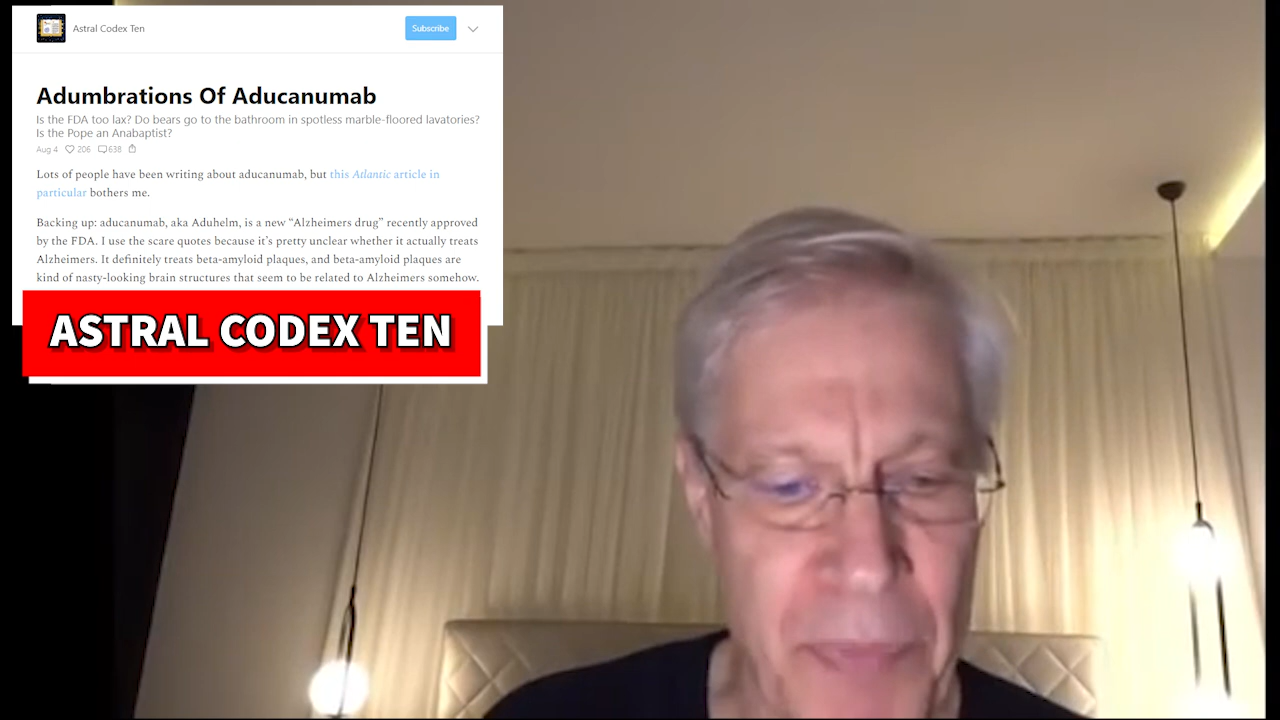 Astral Codex Ten
Subscribe
Adumbrations Of Aducanumab
Is the FDA too lax? Do bears go to the bathroom in spotless marble-floored lavatories?
Is the Pope an Anabaptist?
Aug 4 206 638
Lots of people have been writing about aducanumab, but this Atlantic article in
particular bothers me.
Backing up: aducanumab, aka Aduhelm, is a new “Alzheimers drug” recently approved
by the FDA. I use the scare quotes because it’s pretty unclear whether it actually treats
Alzheimers. It definitely treats beta-amyloid plaques, and beta-amyloid plaques are
kind of nasty-looking brain structures that seem to be related to Alzheimers somehow.
ASTRAL CODEX TEN